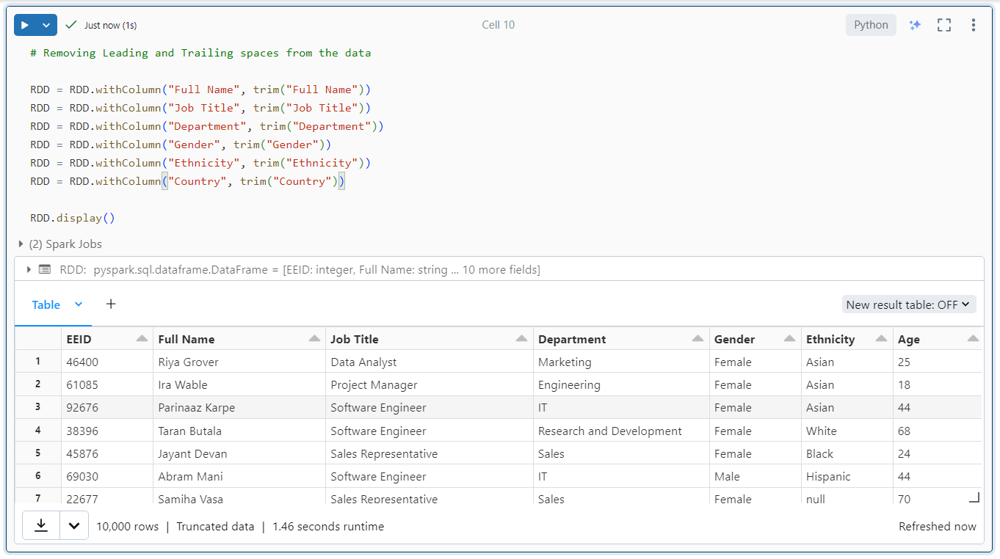 Just now (1s)
Cell 10
Python
# Removing Leading and Trailing spaces from the data
RDD = RDD.withColumn("Full Name", trim("Full Name"))
RDD = RDD.withColumn("Job Title", trim("Job Title"))
RDD = RDD.withColumn("Department", trim("Department"))
RDD = RDD.withColumn("Gender", trim("Gender"))
RDD = RDD.withColumn("Ethnicity", trim("Ethnicity"))
RDD = RDD.withColumn("Country", trim("Country"))
RDD.display()
(2) Spark Jobs
RDD: pyspark.sql.dataframe.DataFrame = [EEID: integer, Full Name: string ... 10 more fields]
Table
+
New result table: OFF
EEID Full Name Job Title Department Gender Ethnicity Age
1 46400 Riya Grover Data Analyst Marketing Female Asian 25
2 61085 Ira Wable Project Manager Engineering Female Asian 18
3 92676 Parinaaz Karpe Software Engineer IT Female Asian 44
4 38396 Taran Butala Software Engineer Research and Development Female White 68
5 45876 Jayant Devan Sales Representative Sales Female Black 24
6 69030 Abram Mani Software Engineer IT Male Hispanic 44
7 22677 Samiha Vasa Sales Representative Sales Female null 70
10,000 rows | Truncated data | 1.46 seconds runtime
Refreshed now